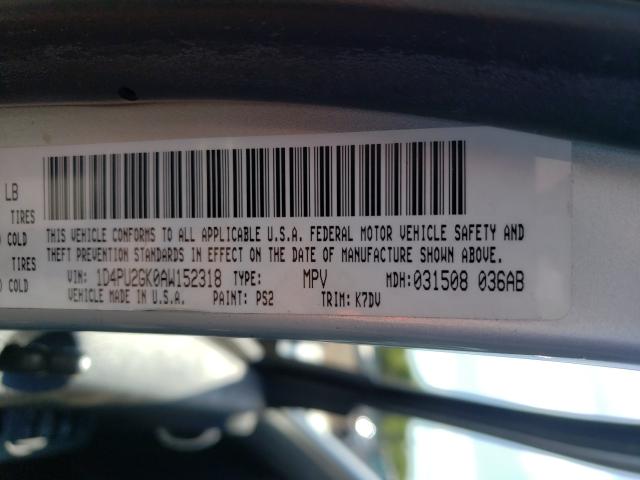 LB
TIRES
COLD
TIRES
COLD
THIS VEHICLE CONFORMS TO ALL APPLICABLE U.S.A. FEDERAL MOTOR VEHICLE SAFETY AND
THEFT PREVENTION STANDARDS IN EFFECT ON THE DATE OF MANUFACTURE SHOWN ABOVE.
VIN: 1D4PU2GK0AW152318 TYPE: MPV MDH:031508 036AB
VEHICLE MADE IN U.S.A. PAINT: PS2 TRIM: K7DV